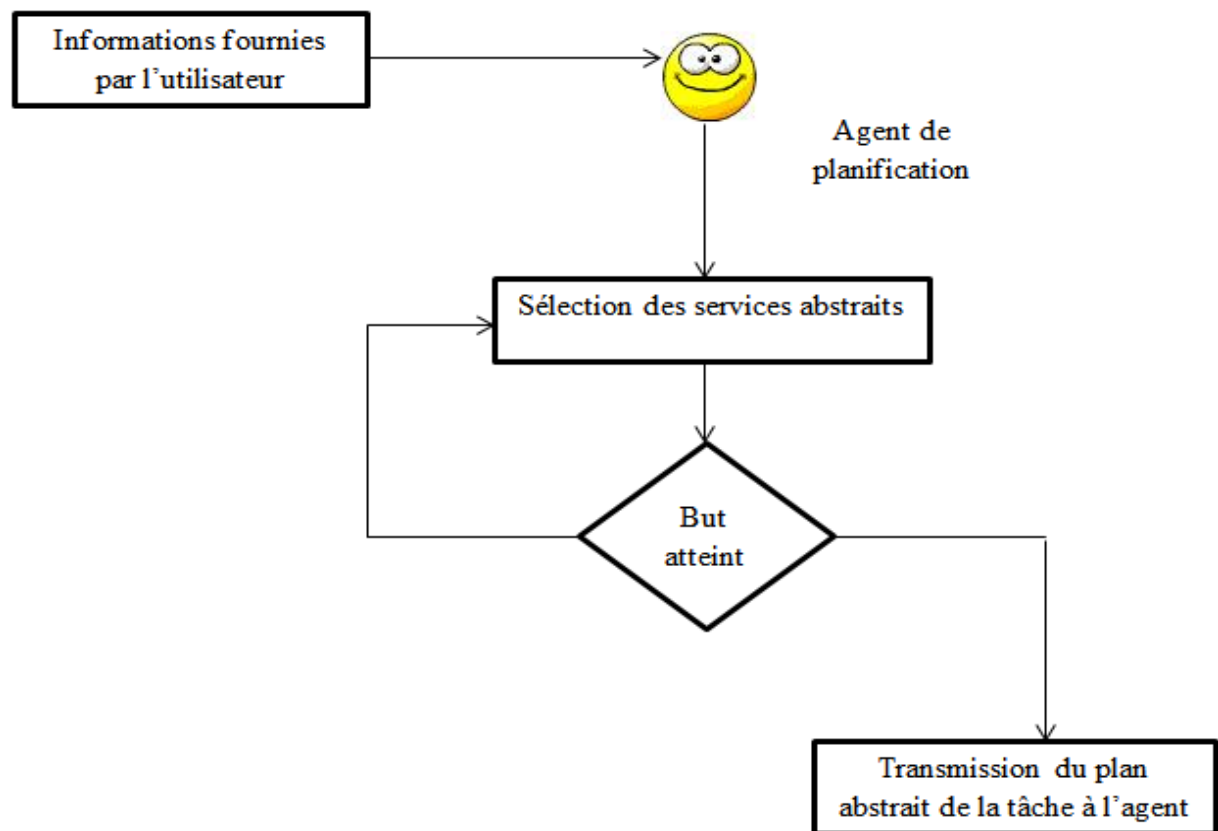 Informations fournies
par l'utilisateur
Agent de
planification
Sélection des services abstraits
But
atteint
Transmission du plan
abstrait de la tâche à l'agent